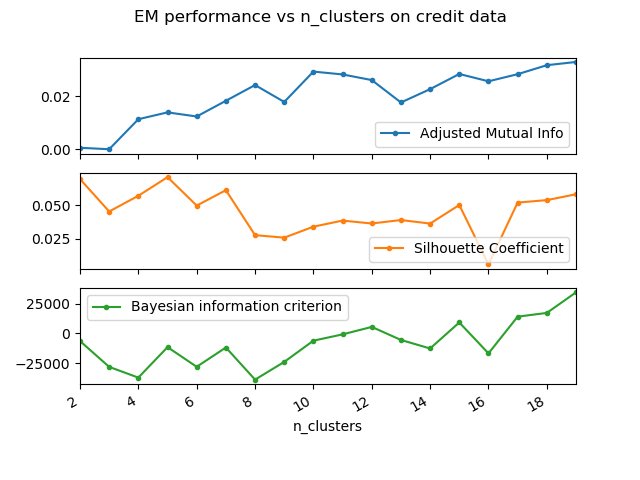 EM performance vs n_clusters on credit data
0.02
0.00
Adjusted Mutual Info
0.050
0.025
Silhouette Coefficient
25000
0
−25000
Bayesian information criterion
2 4 6 8 10 12 14 16 18
n_clusters